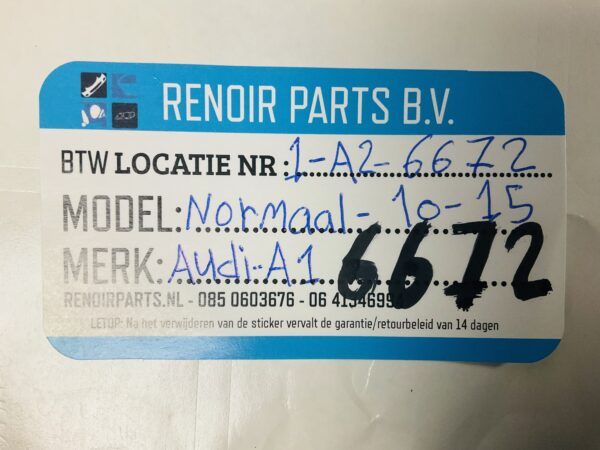 RENOIR PARTS B.V.
BTW LOCATIE NR : 1-A2-6672
MODEL: Normaal- 10-15
MERK: Audi-A1 6672
RENOIRPARTS.NL - 085 0603676 - 06
LETOP: Na het verwijderen van de sticker vervalt de garantie/retourbeleid van 14 dagen